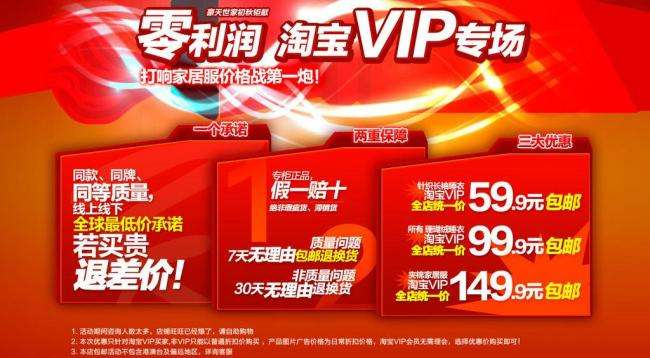 豪天世家初秋钜献
零利润 淘宝VIP专场
打响家居服价格战第一炮!
一个承诺
同款、同牌、
同等质量,
线上线下
全球最低价承诺
若买贵
退差价!
两重保障
专柜正品,
假一赔十
绝非瑕疵货、滞销货
质量问题
7天无理由包邮退换货
非质量问题
30天无理由退换货
三大优惠
针织长袖睡衣
淘宝VIP
全店统一价
59.9元包邮
所有 珊瑚绒睡衣
淘宝VIP
全店统一价
99.9元包邮
夹棉家居服
淘宝VIP
全店统一价
149.9元包邮
1. 活动期间咨询人数太多,店铺旺旺已经爆了,请自助购物
2. 本次优惠只针对淘宝VIP买家,非VIP只能以普通折扣价购买,产品图片广告价格为日常折扣价格,淘宝VIP会员无需理会,选择优惠价购买即可!
3. 本店包邮活动不包含港澳台及偏远地区,详询客服